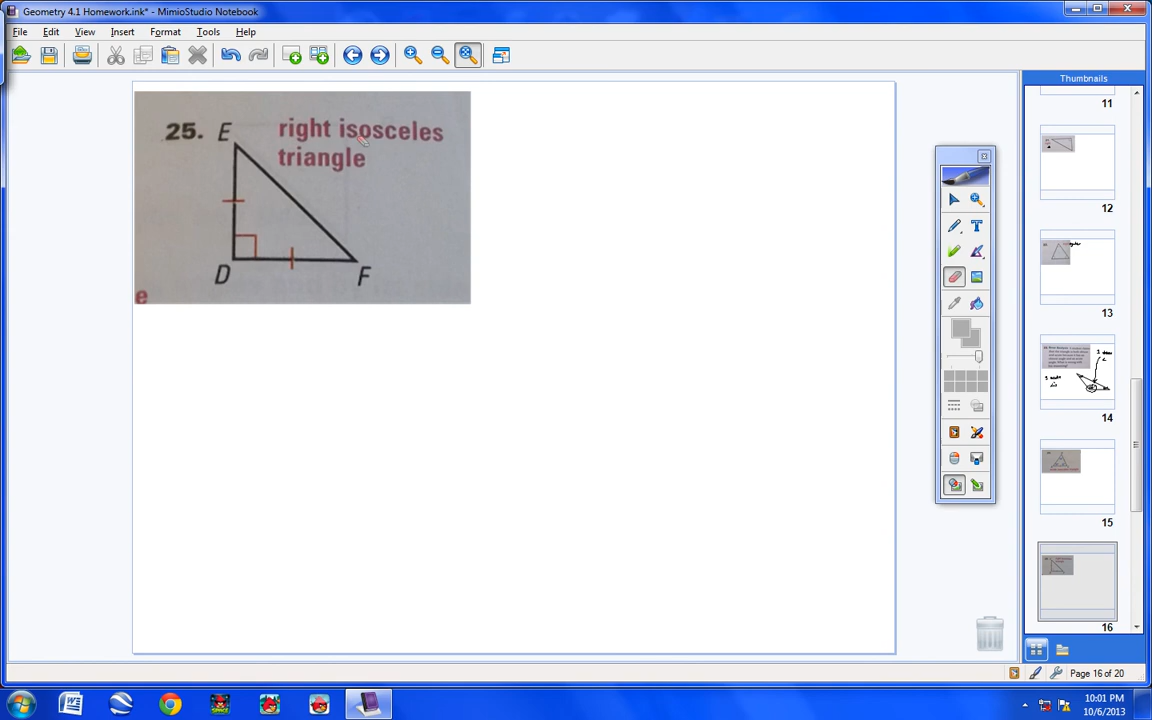 Geometry 4.1 Homework.ink* - MimioStudio Notebook
File Edit View Insert Format Tools Help
Thumbnails
25. E right isosceles
triangle
D F
e
11
12
13
14
15
16
Page 16 of 20
10:01 PM
10/6/2013